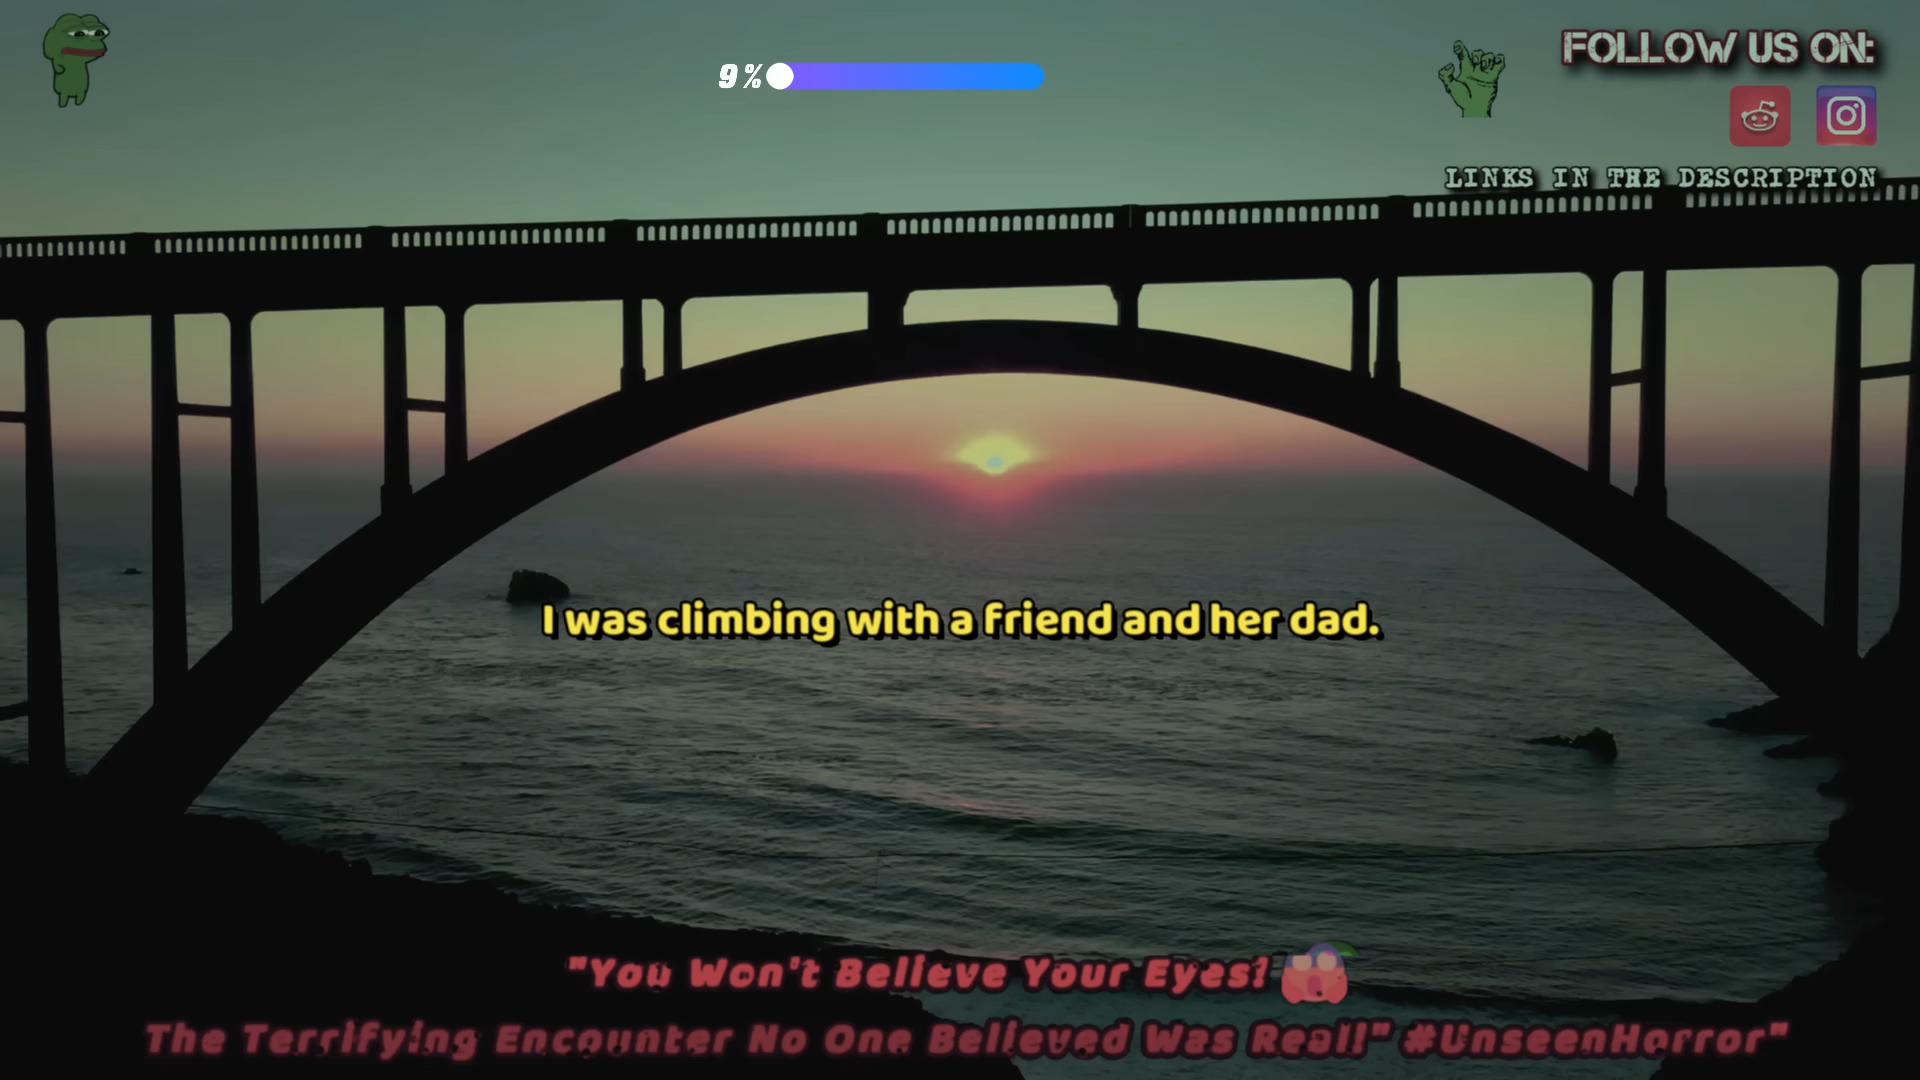 FOLLOW US ON:
9%
LINKS IN THE DESCRIPTION
I was climbing with a friend and her dad.
"You Won't Believe Your Eyes!
The Terrifying Encounter No One Believed Was Real!" #UnseenHorror"